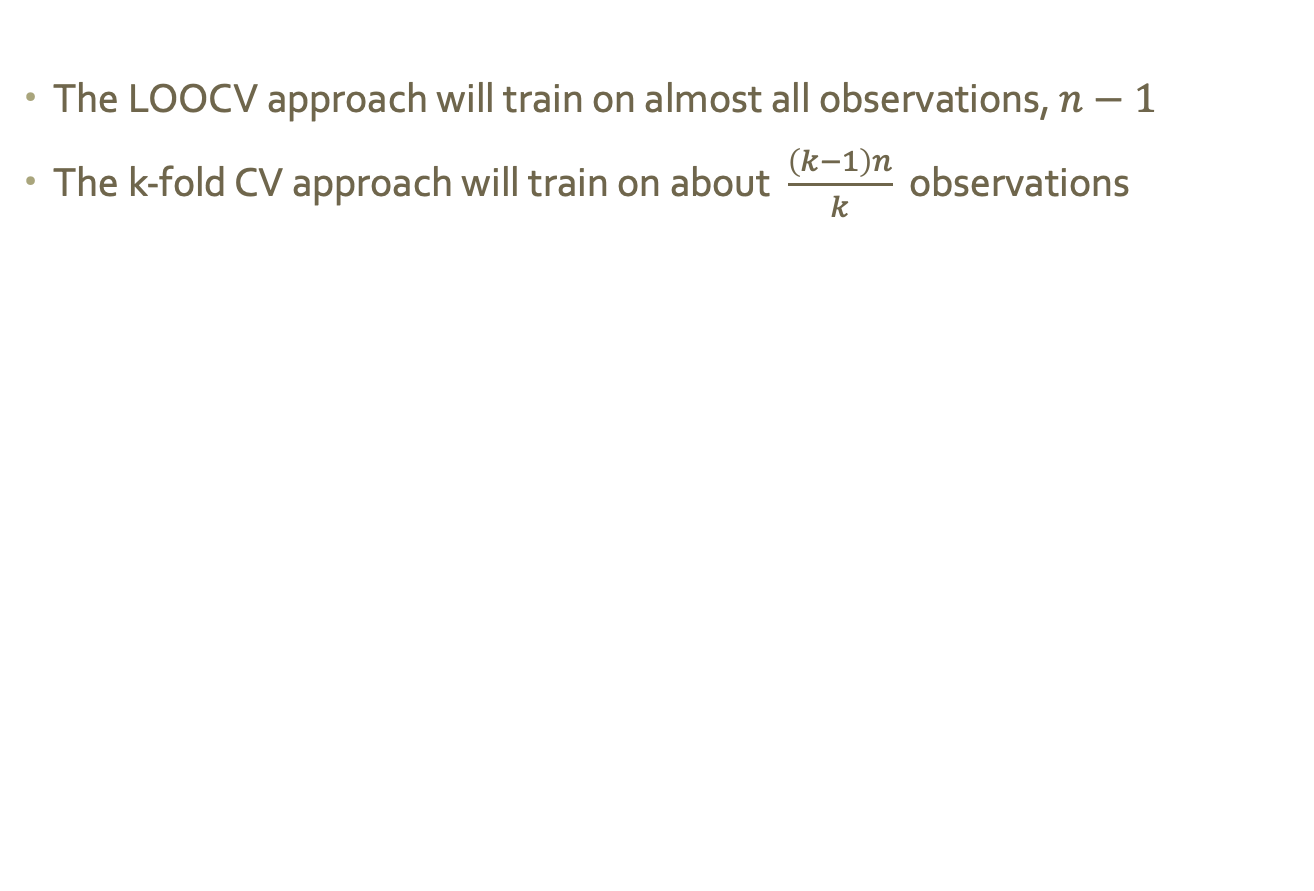 • The LOOCV approach will train on almost all observations, n − 1
• The k-fold CV approach will train on about (k−1)n/k observations